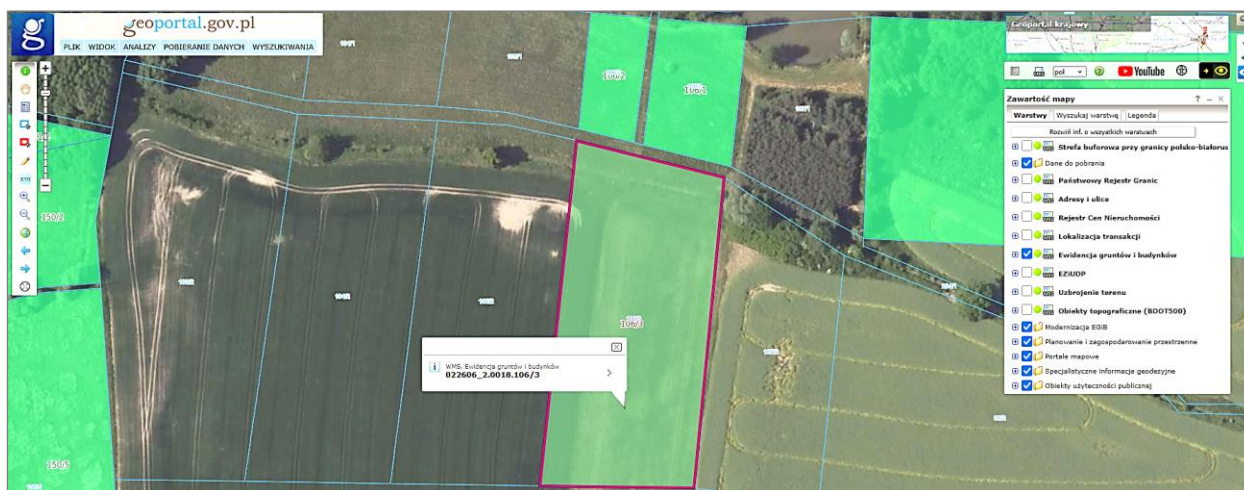 geoportal.gov.pl
PLIK WIDOK ANALIZY POBIERANIE DANYCH WYSZUKIWANIA
Geoportal krajowy
pol
YouTube
Zawartość mapy
Warstwy Wyszukaj warstwę Legenda
Rozwiń inf. o wszystkich warstwach
Strefa buforowa przy granicy polsko-białorus
Dane do pobrania
Państwowy Rejestr Granic
Adresy i ulice
Rejestr Cen Nieruchomości
Lokalizacja transakcji
Ewidencja gruntów i budynków
EZiUDP
Uzbrojenie terenu
Obiekty topograficzne (BDOT500)
Modernizacja EGiB
Planowanie i zagospodarowanie przestrzenne
Portale mapowe
Specjalistyczne informacje geodezyjne
Obiekty użyteczności publicznej
106/2
106/1
150/2
106/3
WMS, Ewidencja gruntów i budynków
022606_2.0018.106/3
150/5